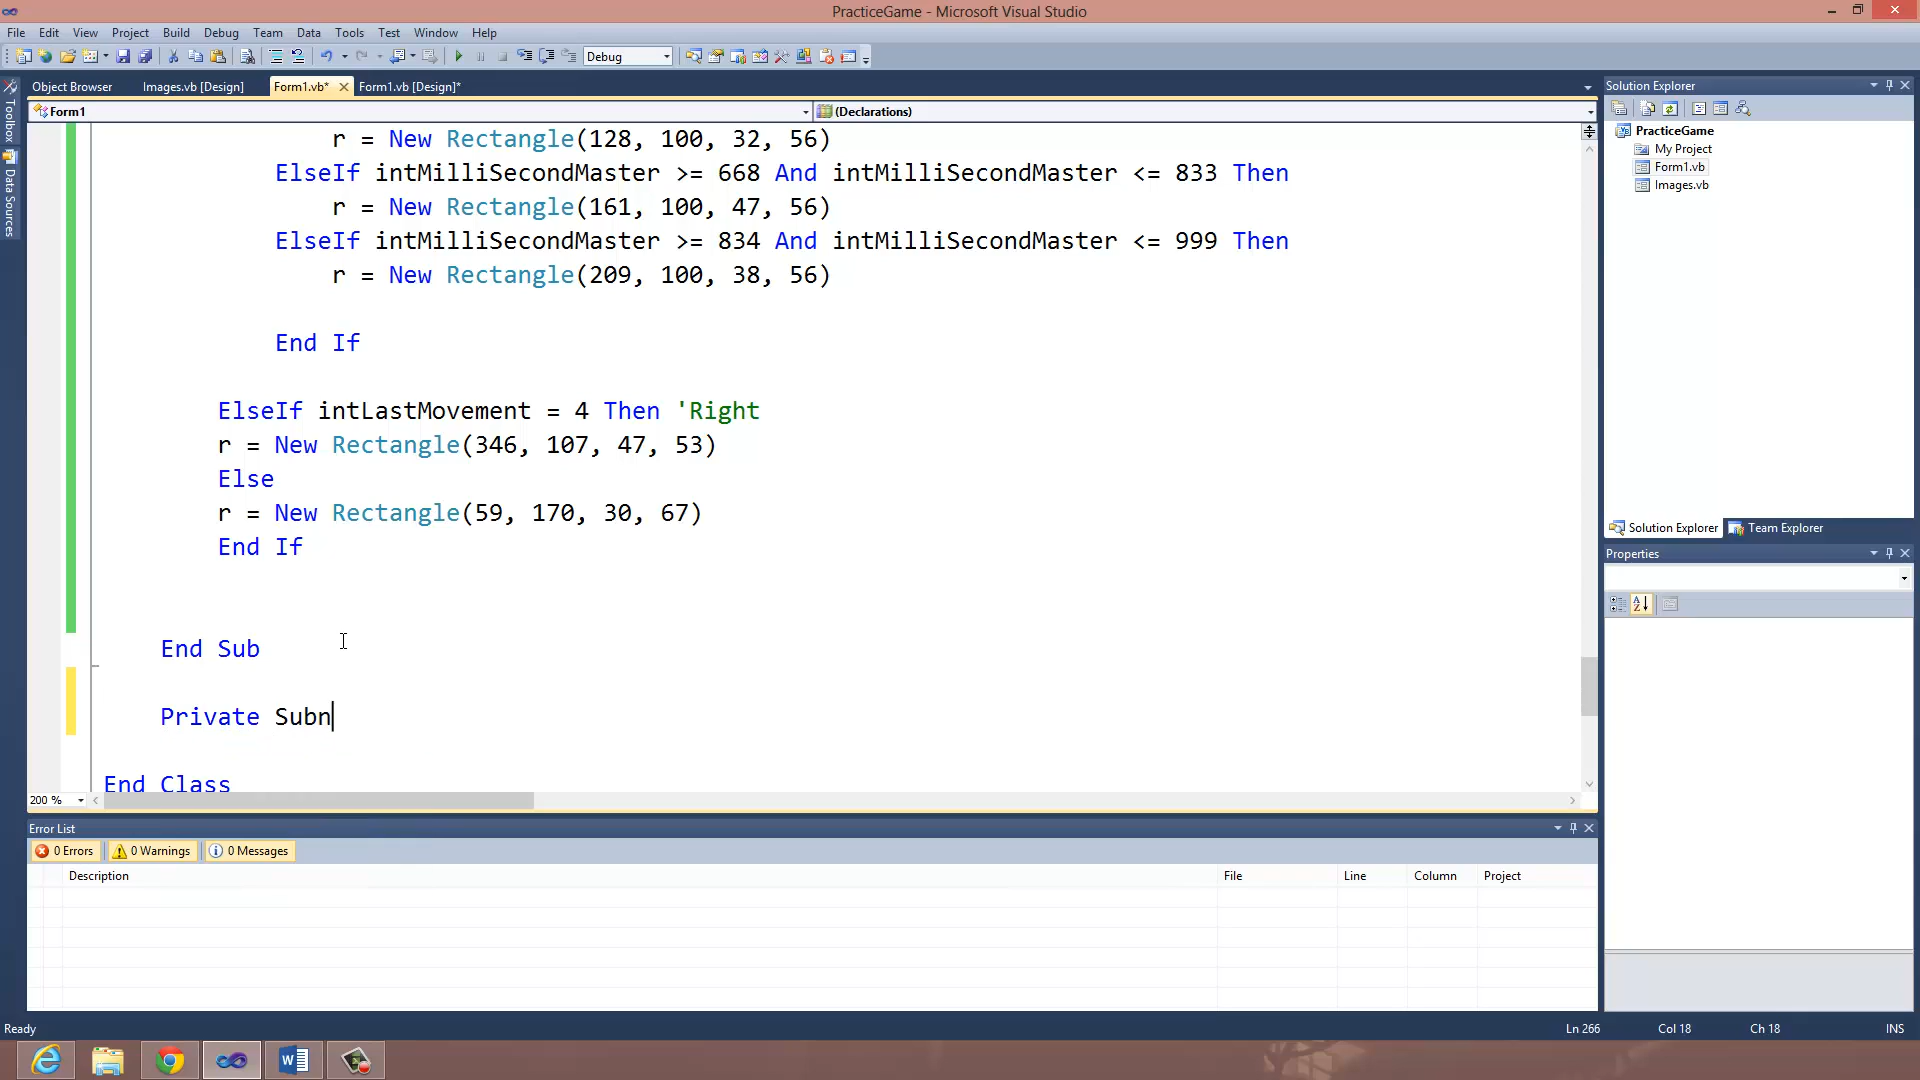 PracticeGame - Microsoft Visual Studio
File Edit View Project Build Debug Team Data Tools Test Window Help
Debug
Object Browser Images.vb [Design] Form1.vb* Form1.vb [Design]*
Form1 (Declarations)
r = New Rectangle(128, 100, 32, 56)
ElseIf intMilliSecondMaster >= 668 And intMilliSecondMaster <= 833 Then
r = New Rectangle(161, 100, 47, 56)
ElseIf intMilliSecondMaster >= 834 And intMilliSecondMaster <= 999 Then
r = New Rectangle(209, 100, 38, 56)
End If
ElseIf intLastMovement = 4 Then 'Right
r = New Rectangle(346, 107, 47, 53)
Else
r = New Rectangle(59, 170, 30, 67)
End If
End Sub
Private Subn
End Class
200 %
Toolbox
Data Sources
Error List
0 Errors 0 Warnings 0 Messages
Description File Line Column Project
Solution Explorer
PracticeGame
My Project
Form1.vb
Images.vb
Solution Explorer Team Explorer
Properties
Ready Ln 266 Col 18 Ch 18 INS